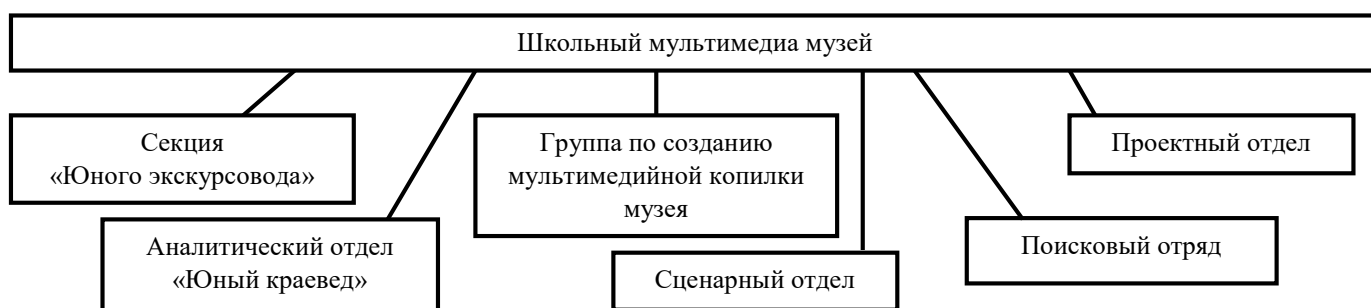 Школьный мультимедиа музей
Секция
«Юного экскурсовода»
Группа по созданию
мультимедийной копилки
музея
Проектный отдел
Аналитический отдел
«Юный краевед»
Сценарный отдел
Поисковый отряд